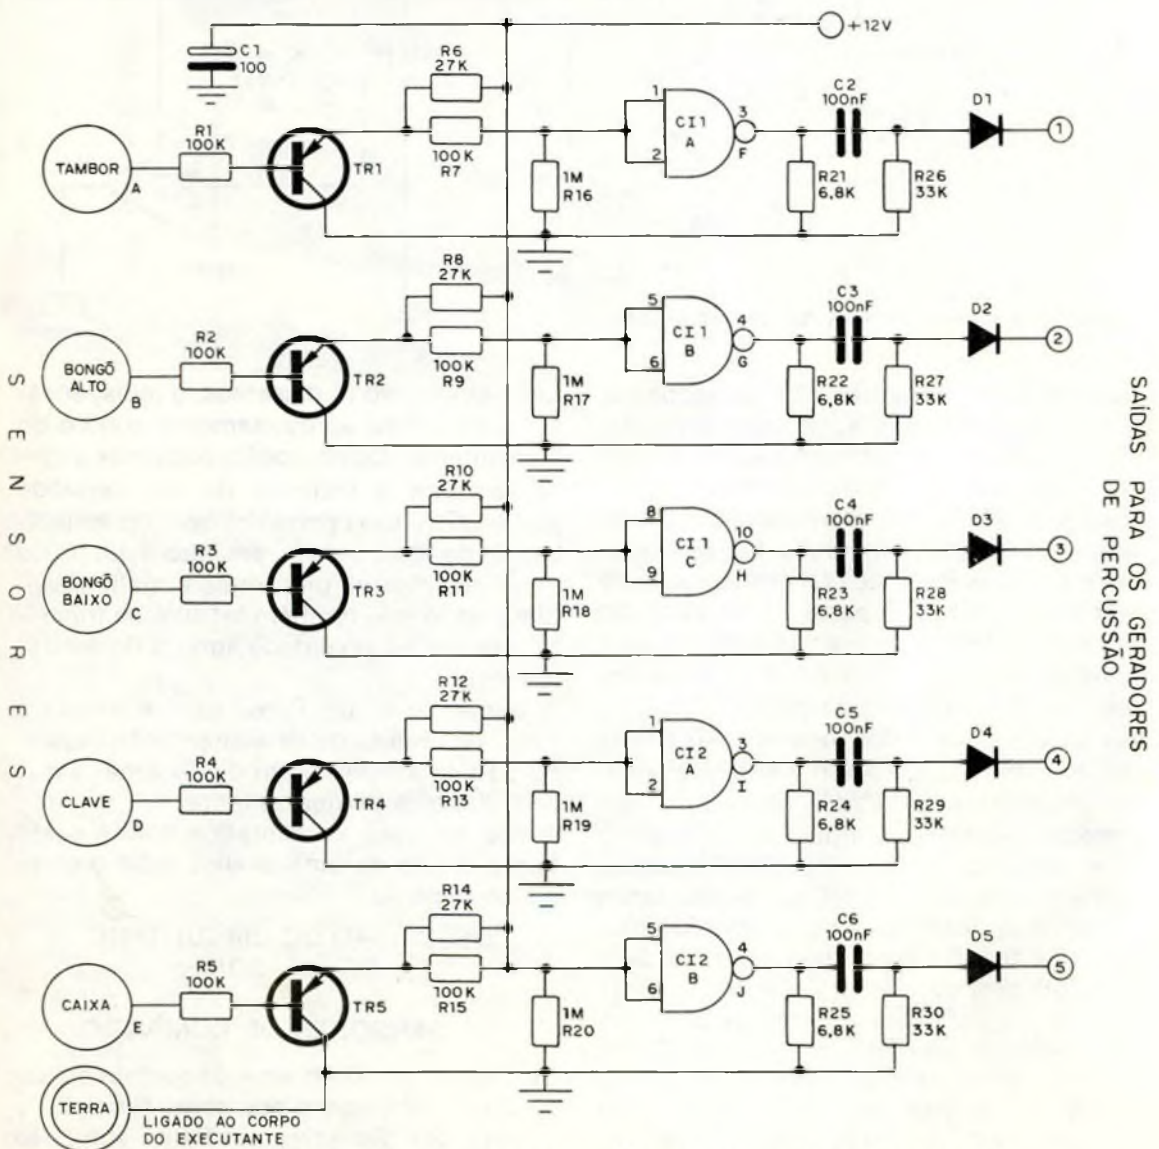 +12V
C1
100
R6
27K
TAMBOR
A
R1
100K
TR1
100K
R7
1M
R16
1
2
CI1
A
3
F
C2
100nF
R21
6,8K
R26
33K
D1
1
R8
27K
BONGÕ
ALTO
B
R2
100K
TR2
100K
R9
1M
R17
5
6
CI1
B
4
G
C3
100nF
R22
6,8K
R27
33K
D2
2
R10
27K
BONGÕ
BAIXO
C
R3
100K
TR3
100K
R11
1M
R18
8
9
CI1
C
10
H
C4
100nF
R23
6,8K
R28
33K
D3
3
R12
27K
CLAVE
D
R4
100K
TR4
100K
R13
1M
R19
1
2
CI2
A
3
I
C5
100nF
R24
6,8K
R29
33K
D4
4
R14
27K
CAIXA
E
R5
100K
TR5
100K
R15
1M
R20
5
6
CI2
B
4
J
C6
100nF
R25
6,8K
R30
33K
D5
5
TERRA
LIGADO AO CORPO
DO EXECUTANTE
SENSORES
SAÍDAS PARA OS GERADORES
DE PERCUSSÃO